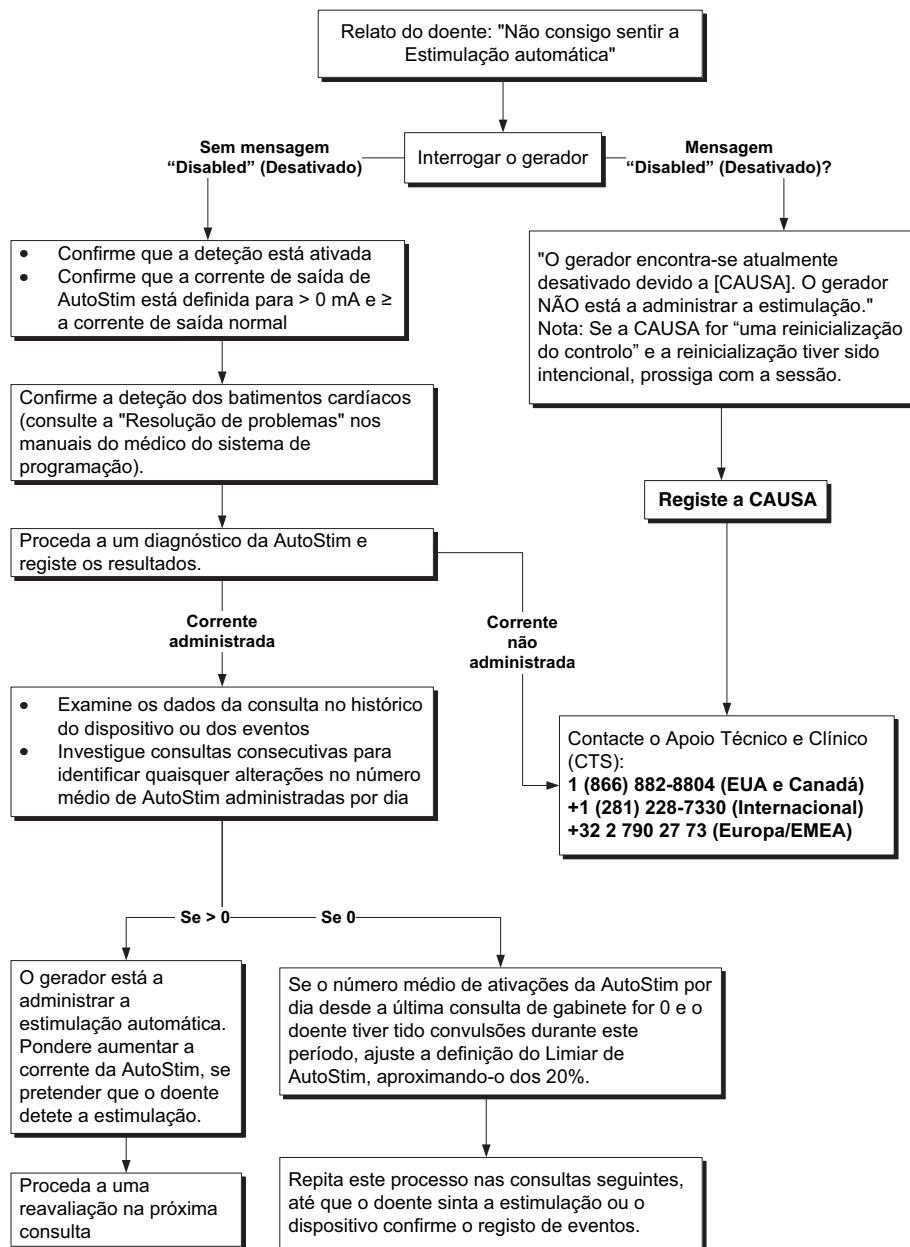 Relato do doente: "Não consigo sentir a
Estimulação automática"
Sem mensagem
“Disabled” (Desativado)
Interrogar o gerador
Mensagem
“Disabled” (Desativado)?
• Confirme que a deteção está ativada
• Confirme que a corrente de saída de
AutoStim está definida para > 0 mA e ≥
a corrente de saída normal
"O gerador encontra-se atualmente
desativado devido a [CAUSA]. O gerador
NÃO está a administrar a estimulação."
Nota: Se a CAUSA for “uma reinicialização
do controlo” e a reinicialização tiver sido
intencional, prossiga com a sessão.
Confirme a deteção dos batimentos cardíacos
(consulte a "Resolução de problemas" nos
manuais do médico do sistema de
programação).
Registe a CAUSA
Proceda a um diagnóstico da AutoStim e
registe os resultados.
Corrente
administrada
Corrente
não
administrada
• Examine os dados da consulta no histórico
do dispositivo ou dos eventos
• Investigue consultas consecutivas para
identificar quaisquer alterações no número
médio de AutoStim administradas por dia
Contacte o Apoio Técnico e Clínico
(CTS):
1 (866) 882-8804 (EUA e Canadá)
+1 (281) 228-7330 (Internacional)
+32 2 790 27 73 (Europa/EMEA)
Se > 0
Se 0
O gerador está a
administrar a
estimulação automática.
Pondere aumentar a
corrente da AutoStim, se
pretender que o doente
detete a estimulação.
Se o número médio de ativações da AutoStim por
dia desde a última consulta de gabinete for 0 e o
doente tiver tido convulsões durante este
período, ajuste a definição do Limiar de
AutoStim, aproximando-o dos 20%.
Proceda a uma
reavaliação na próxima
consulta
Repita este processo nas consultas seguintes,
até que o doente sinta a estimulação ou o
dispositivo confirme o registo de eventos.